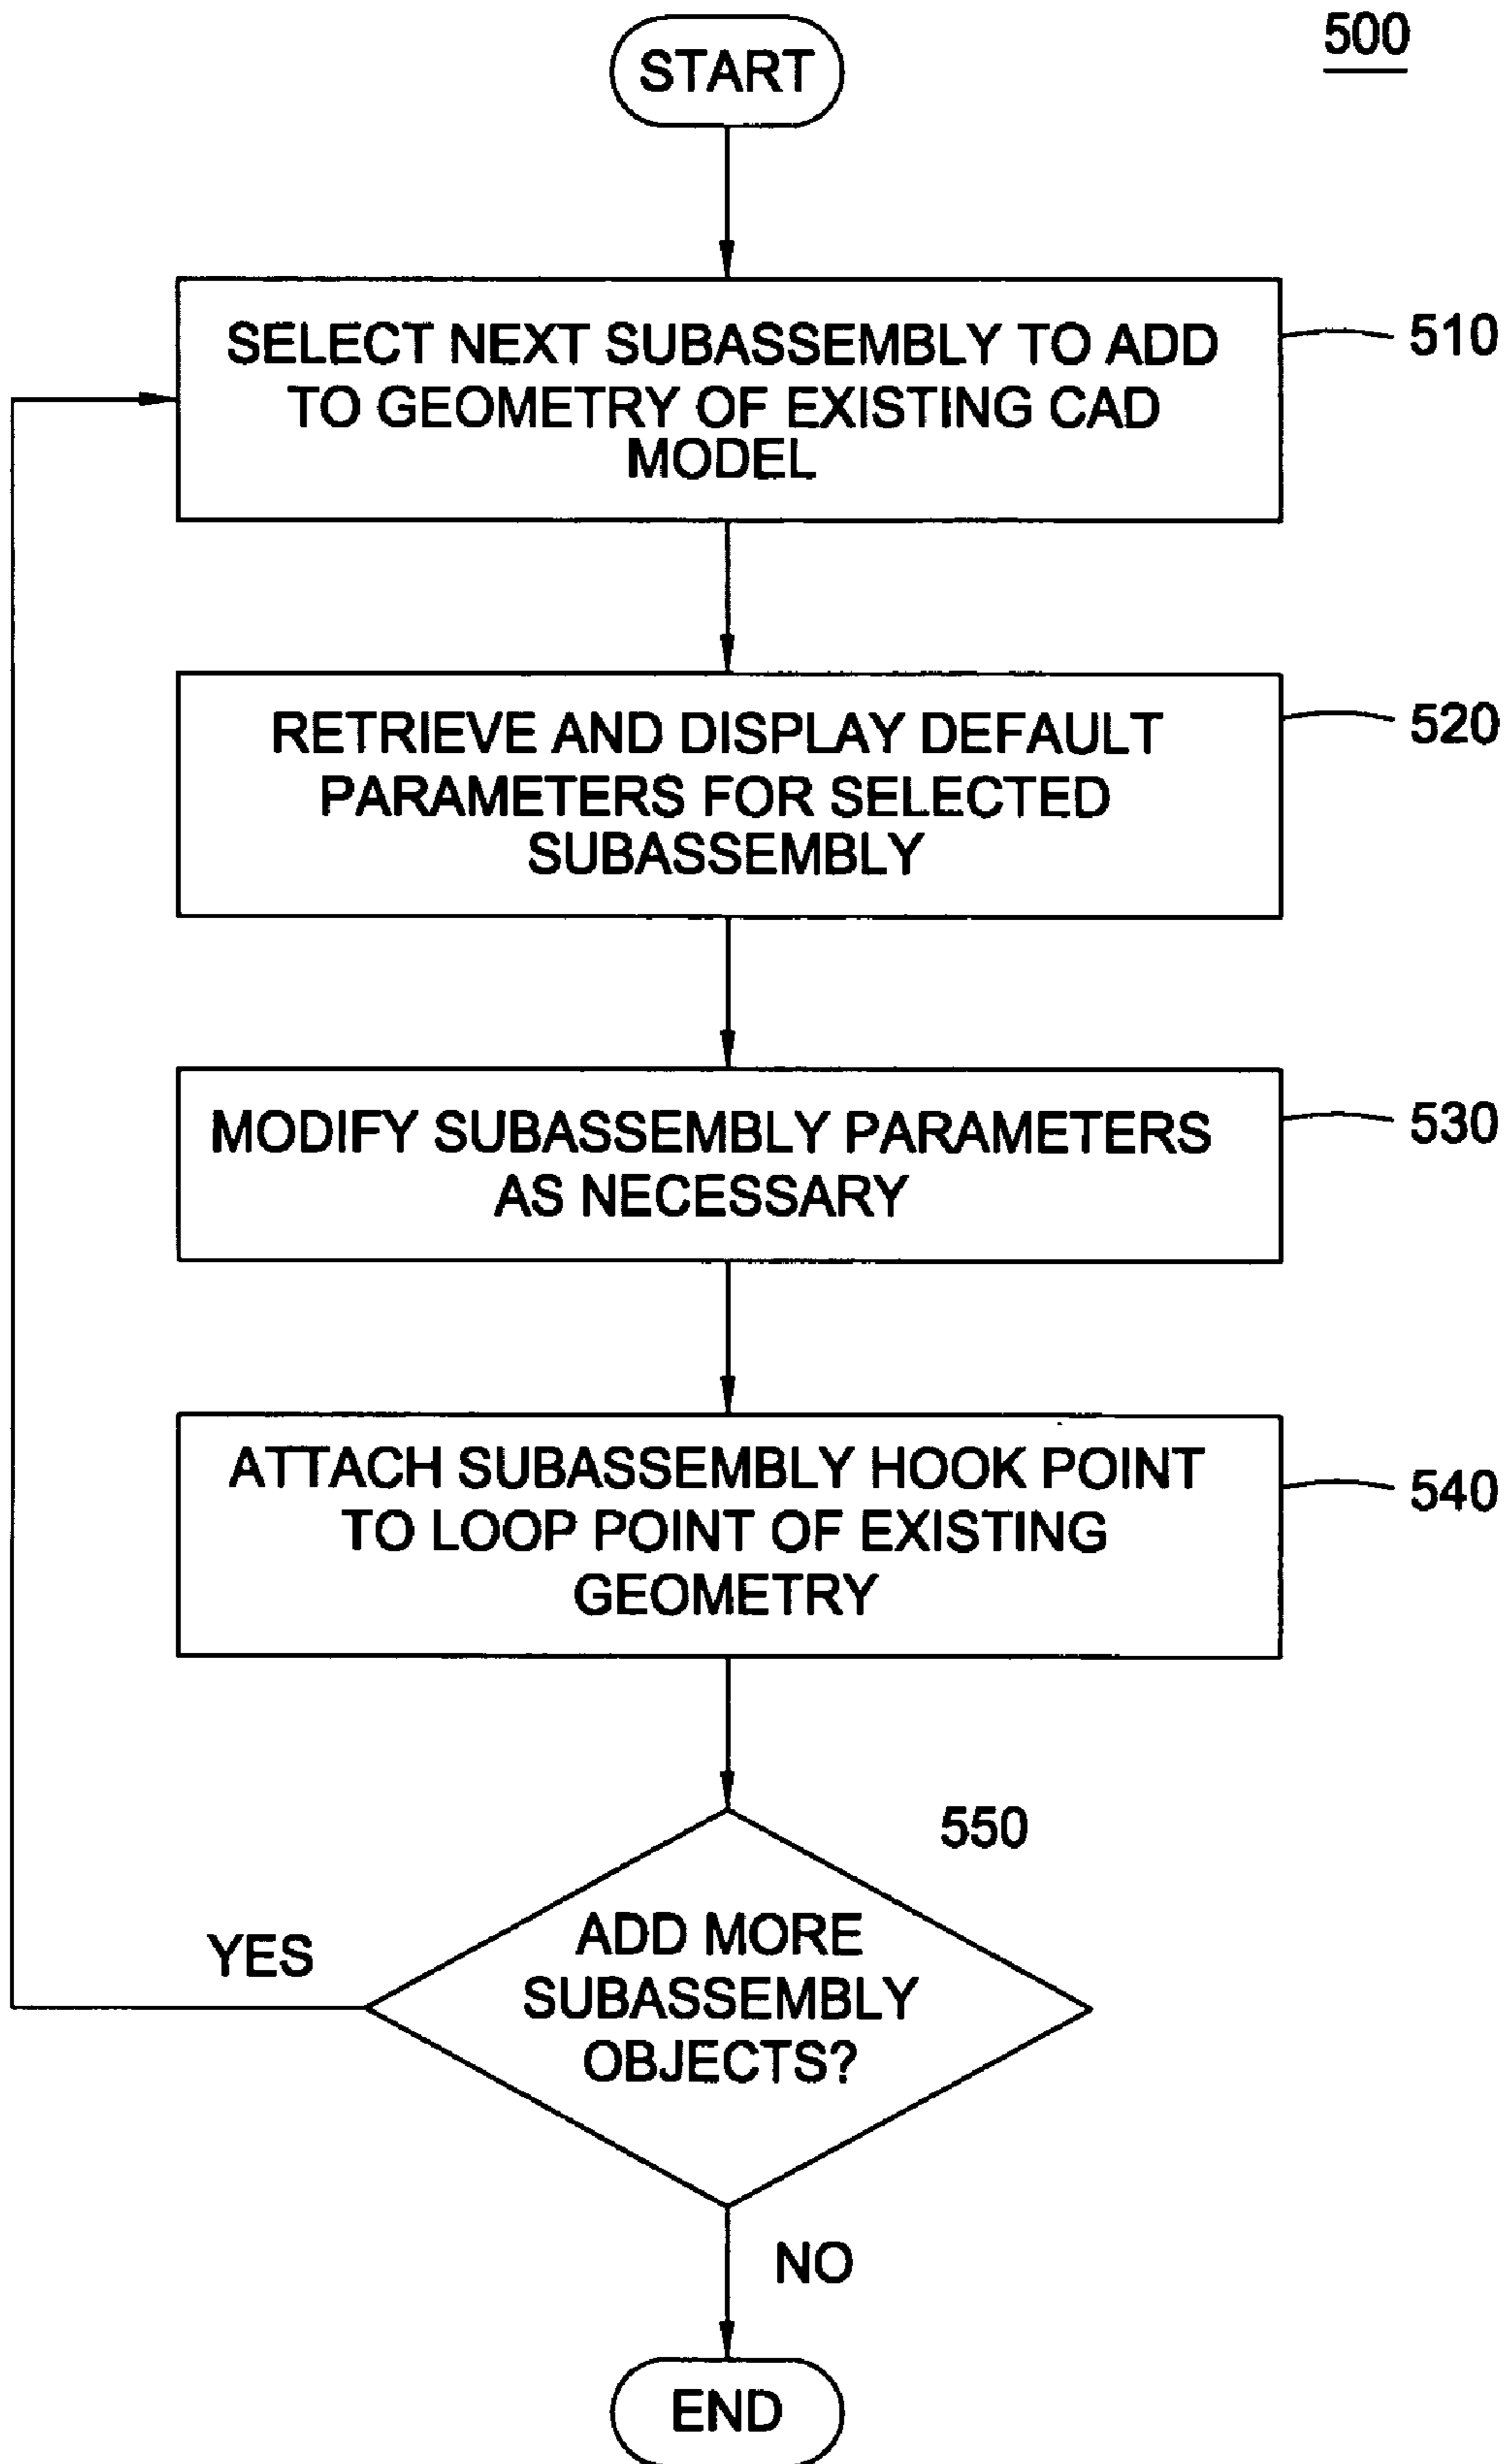 500
START
SELECT NEXT SUBASSEMBLY TO ADD
TO GEOMETRY OF EXISTING CAD
MODEL
510
RETRIEVE AND DISPLAY DEFAULT
PARAMETERS FOR SELECTED
SUBASSEMBLY
520
MODIFY SUBASSEMBLY PARAMETERS
AS NECESSARY
530
ATTACH SUBASSEMBLY HOOK POINT
TO LOOP POINT OF EXISTING
GEOMETRY
540
550
ADD MORE
SUBASSEMBLY
OBJECTS?
YES
NO
END